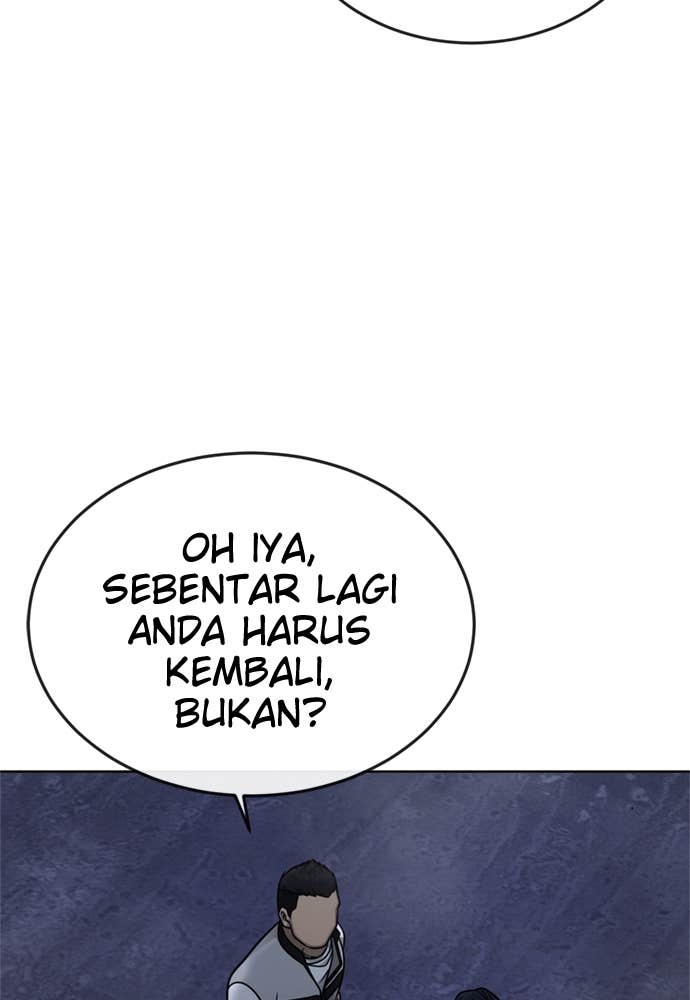 OH IYA,
SEBENTAR LAGI
ANDA HARUS
KEMBALI,
BUKAN?